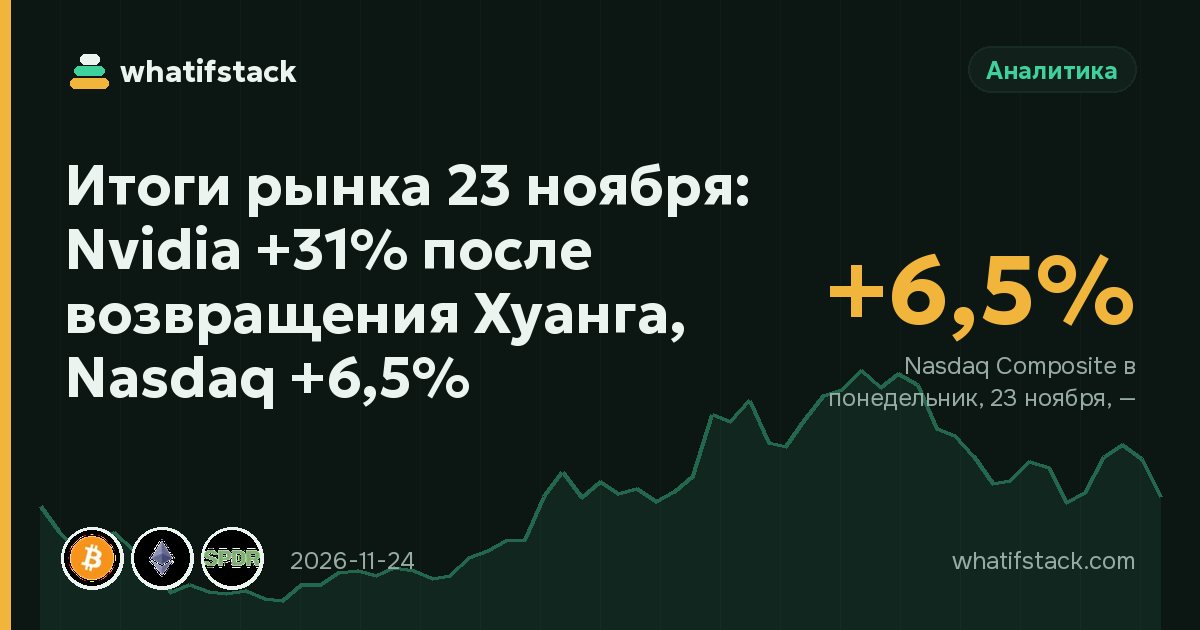 whatifstack
Аналитика
Итоги рынка 23 ноября:
Nvidia +31% после
возвращения Хуанга,
Nasdaq +6,5%
+6,5%
Nasdaq Composite в
понедельник, 23 ноября, —
SPDR
2026-11-24
whatifstack.com